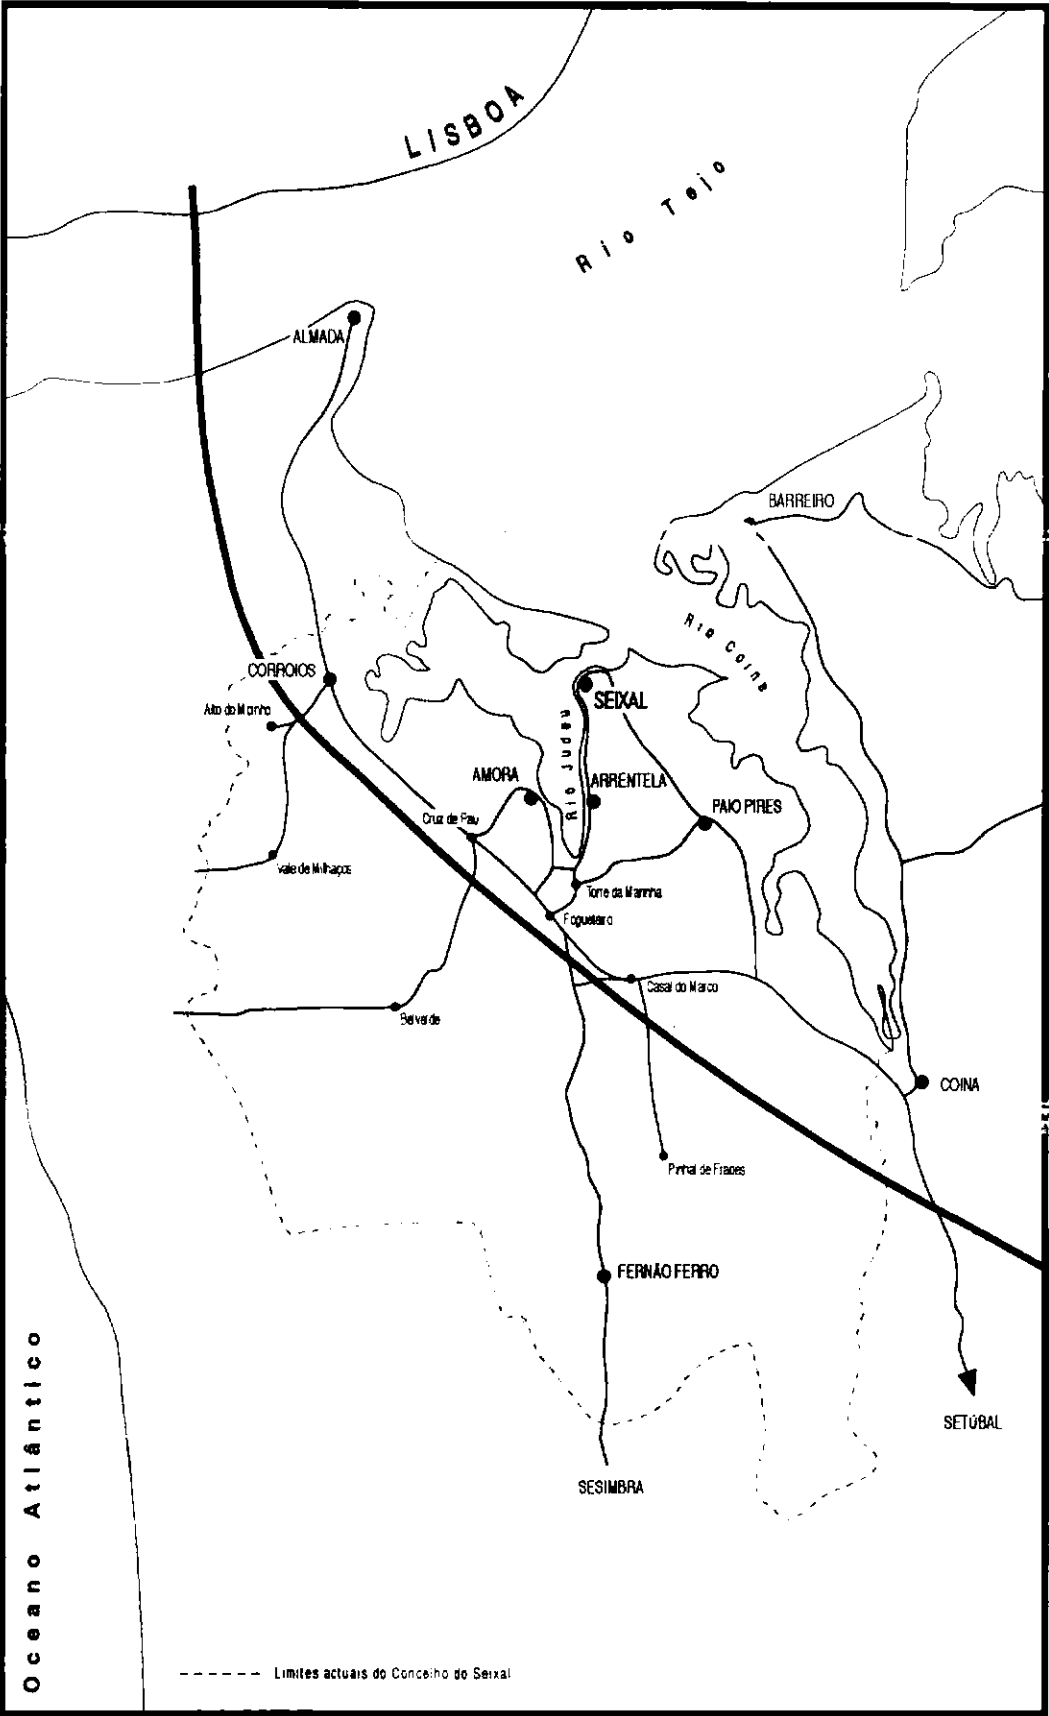 LISBOA
Rio Tejo
ALMADA
BARREIRO
Rio Coina
CORROIOS
SEIXAL
Alto do Moinho
Rio Judeu
AMORA
ARRENTELA
PAIO PIRES
Cruz de Pau
Vale de Milhaços
Torre da Marinha
Fogueteiro
Casal do Marco
Belverde
COINA
Pinhal de Frades
FERNÃO FERRO
SETÚBAL
SESIMBRA
Oceano Atlântico
Limites actuais do Concelho do Seixal